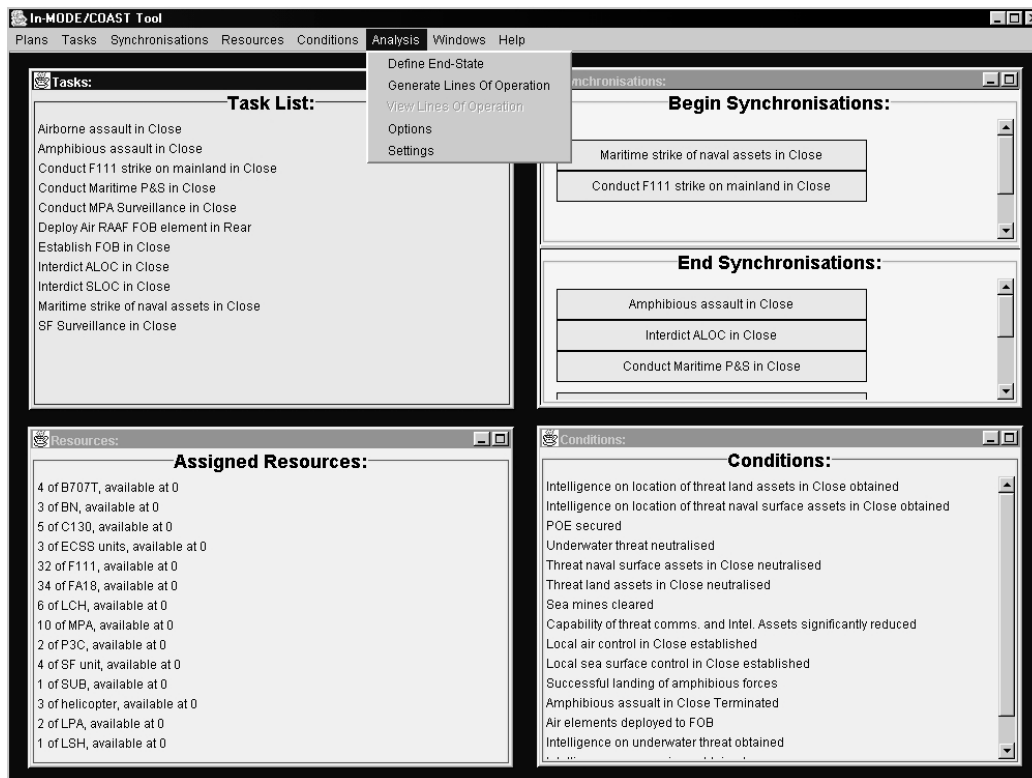 In-MODE/COAST Tool
Plans Tasks Synchronisations Resources Conditions Analysis Windows Help
Define End-State
Generate Lines Of Operation
View Lines Of Operation
Options
Settings
Tasks:
Task List:
Airborne assault in Close
Amphibious assault in Close
Conduct F111 strike on mainland in Close
Conduct Maritime P&S in Close
Conduct MPA Surveillance in Close
Deploy Air RAAF FOB element in Rear
Establish FOB in Close
Interdict ALOC in Close
Interdict SLOC in Close
Maritime strike of naval assets in Close
SF Surveillance in Close
nchronisations:
Begin Synchronisations:
Maritime strike of naval assets in Close
Conduct F111 strike on mainland in Close
End Synchronisations:
Amphibious assault in Close
Interdict ALOC in Close
Conduct Maritime P&S in Close
Resources:
Assigned Resources:
4 of B707T, available at 0
3 of BN, available at 0
5 of C130, available at 0
3 of ECSS units, available at 0
32 of F111, available at 0
34 of FA18, available at 0
6 of LCH, available at 0
10 of MPA, available at 0
2 of P3C, available at 0
4 of SF unit, available at 0
1 of SUB, available at 0
3 of helicopter, available at 0
2 of LPA, available at 0
1 of LSH, available at 0
Conditions:
Conditions:
Intelligence on location of threat land assets in Close obtained
Intelligence on location of threat naval surface assets in Close obtained
POE secured
Underwater threat neutralised
Threat naval surface assets in Close neutralised
Threat land assets in Close neutralised
Sea mines cleared
Capability of threat comms. and Intel. Assets significantly reduced
Local air control in Close established
Local sea surface control in Close established
Successful landing of amphibious forces
Amphibious assualt in Close Terminated
Air elements deployed to FOB
Intelligence on underwater threat obtained